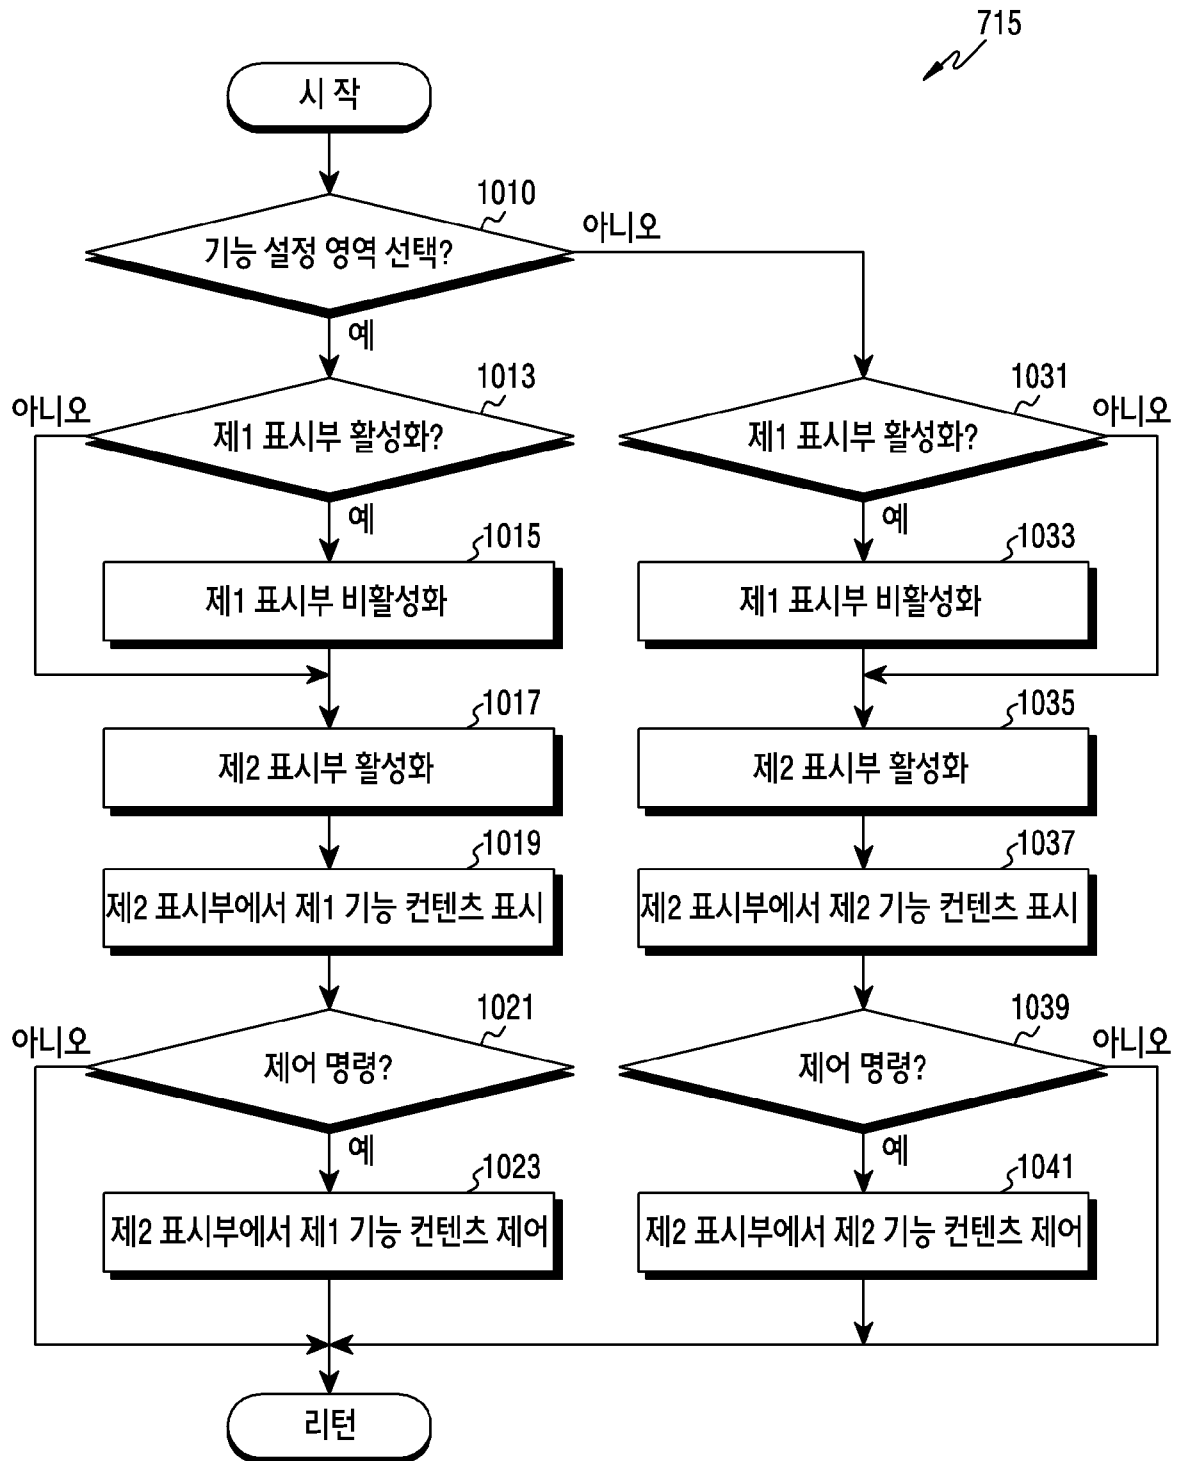 715
시 작
1010
기능 설정 영역 선택?
아니오
예
1013
아니오
제1 표시부 활성화?
예
1015
제1 표시부 비활성화
1017
제2 표시부 활성화
1019
제2 표시부에서 제1 기능 컨텐츠 표시
1021
아니오
제어 명령?
예
1023
제2 표시부에서 제1 기능 컨텐츠 제어
1031
아니오
제1 표시부 활성화?
예
1033
제1 표시부 비활성화
1035
제2 표시부 활성화
1037
제2 표시부에서 제2 기능 컨텐츠 표시
1039
아니오
제어 명령?
예
1041
제2 표시부에서 제2 기능 컨텐츠 제어
리턴